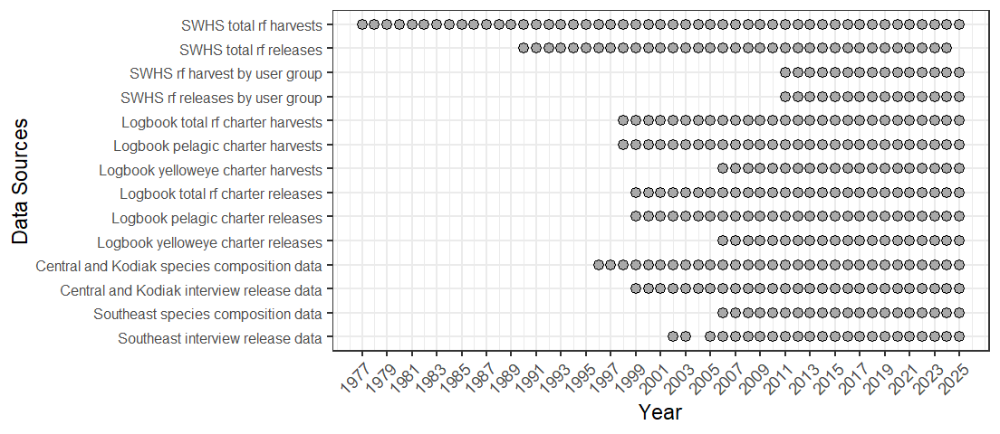 SWHS total rf harvests
SWHS total rf releases
SWHS rf harvest by user group
SWHS rf releases by user group
Logbook total rf charter harvests
Logbook pelagic charter harvests
Logbook yelloweye charter harvests
Logbook total rf charter releases
Logbook pelagic charter releases
Logbook yelloweye charter releases
Central and Kodiak species composition data
Central and Kodiak interview release data
Southeast species composition data
Southeast interview release data
Data Sources
1977 1979 1981 1983 1985 1987 1989 1991 1993 1995 1997 1999 2001 2003 2005 2007 2009 2011 2013 2015 2017 2019 2021 2023 2025
Year